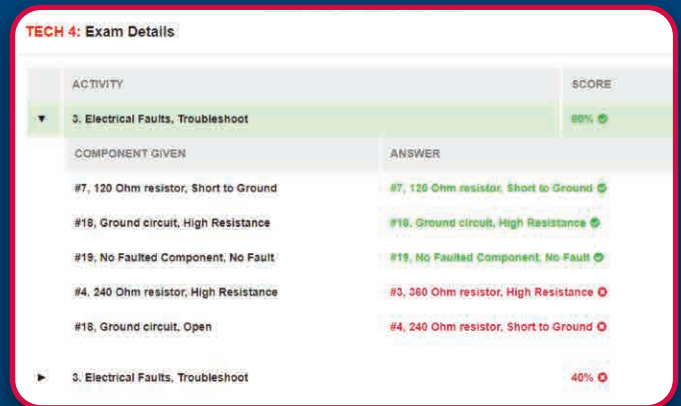 TECH 4: Exam Details
ACTIVITY SCORE
3. Electrical Faults, Troubleshoot 60%
COMPONENT GIVEN ANSWER
#7, 120 Ohm resistor, Short to Ground #7, 120 Ohm resistor, Short to Ground
#18, Ground circuit, High Resistance #18, Ground circuit, High Resistance
#19, No Faulted Component, No Fault #19, No Faulted Component, No Fault
#4, 240 Ohm resistor, High Resistance #3, 360 Ohm resistor, High Resistance
#18, Ground circuit, Open #4, 240 Ohm resistor, Short to Ground
3. Electrical Faults, Troubleshoot 40%